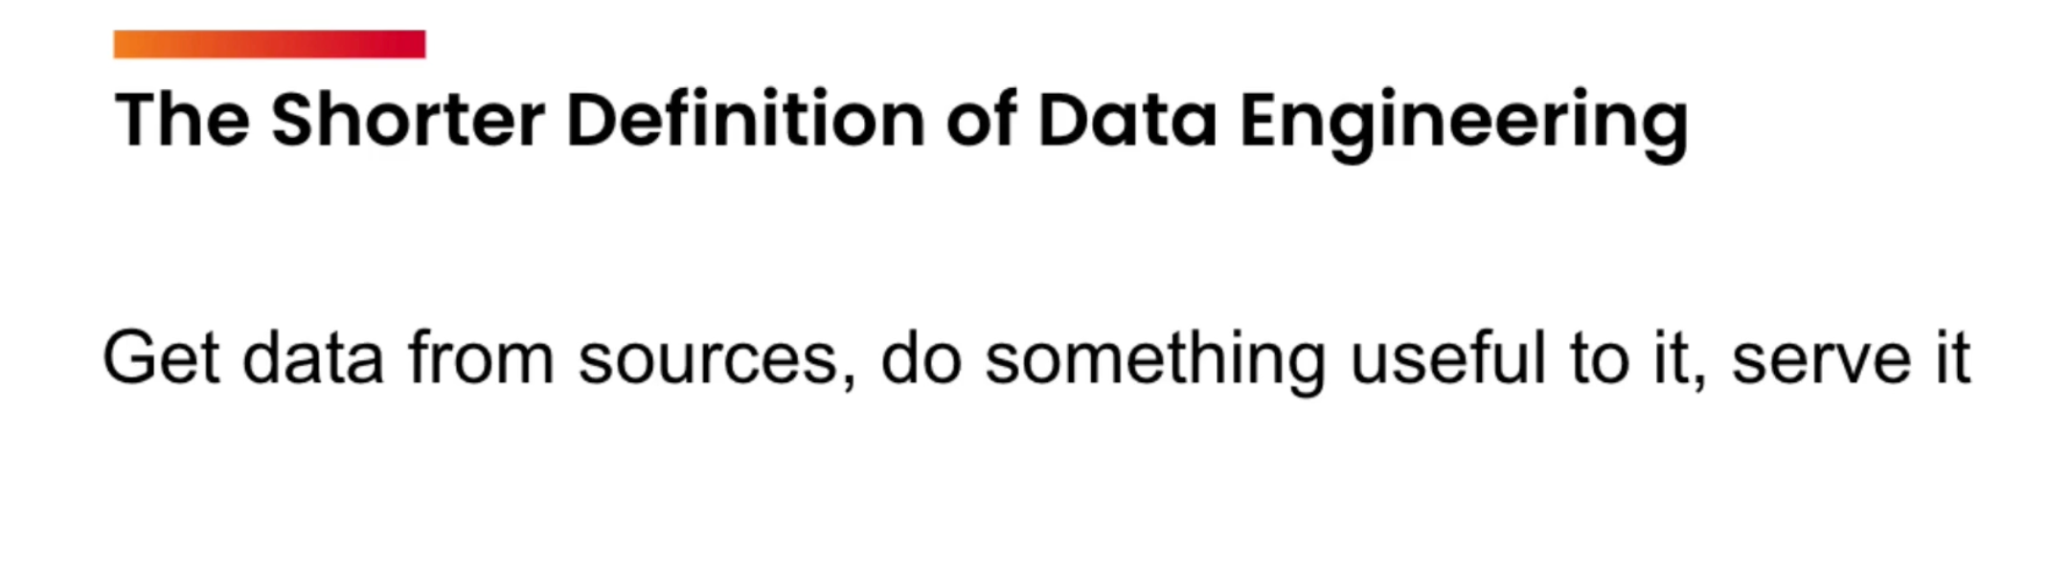 The Shorter Definition of Data Engineering
Get data from sources, do something useful to it, serve it